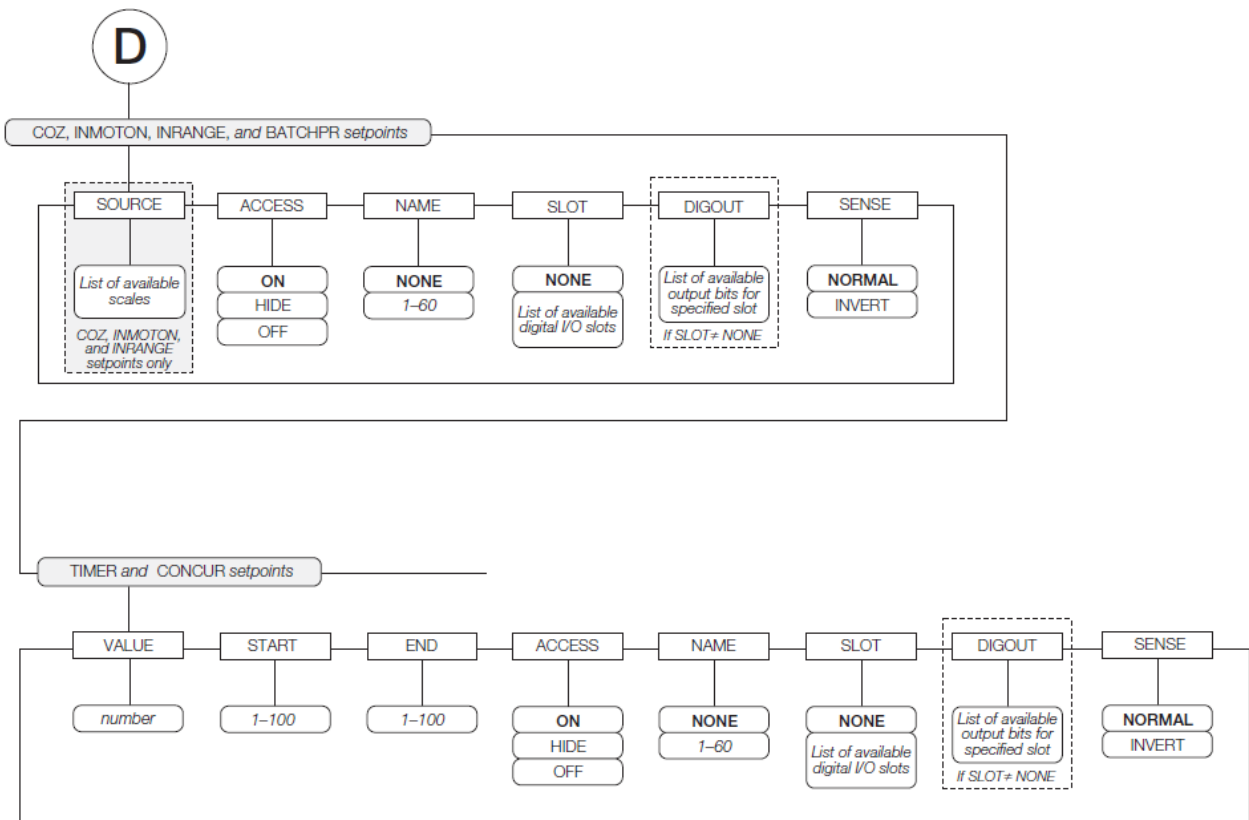 D
COZ, INMOTON, INRANGE, and BATCHPR setpoints
SOURCE
ACCESS
NAME
SLOT
DIGOUT
SENSE
List of available
scales
COZ, INMOTON,
and INRANGE
setpoints only
ON
HIDE
OFF
NONE
1–60
NONE
List of available
digital I/O slots
List of available
output bits for
specified slot
If SLOT≠ NONE
NORMAL
INVERT
TIMER and CONCUR setpoints
VALUE
START
END
ACCESS
NAME
SLOT
DIGOUT
SENSE
number
1–100
1–100
ON
HIDE
OFF
NONE
1–60
NONE
List of available
digital I/O slots
List of available
output bits for
specified slot
If SLOT≠ NONE
NORMAL
INVERT